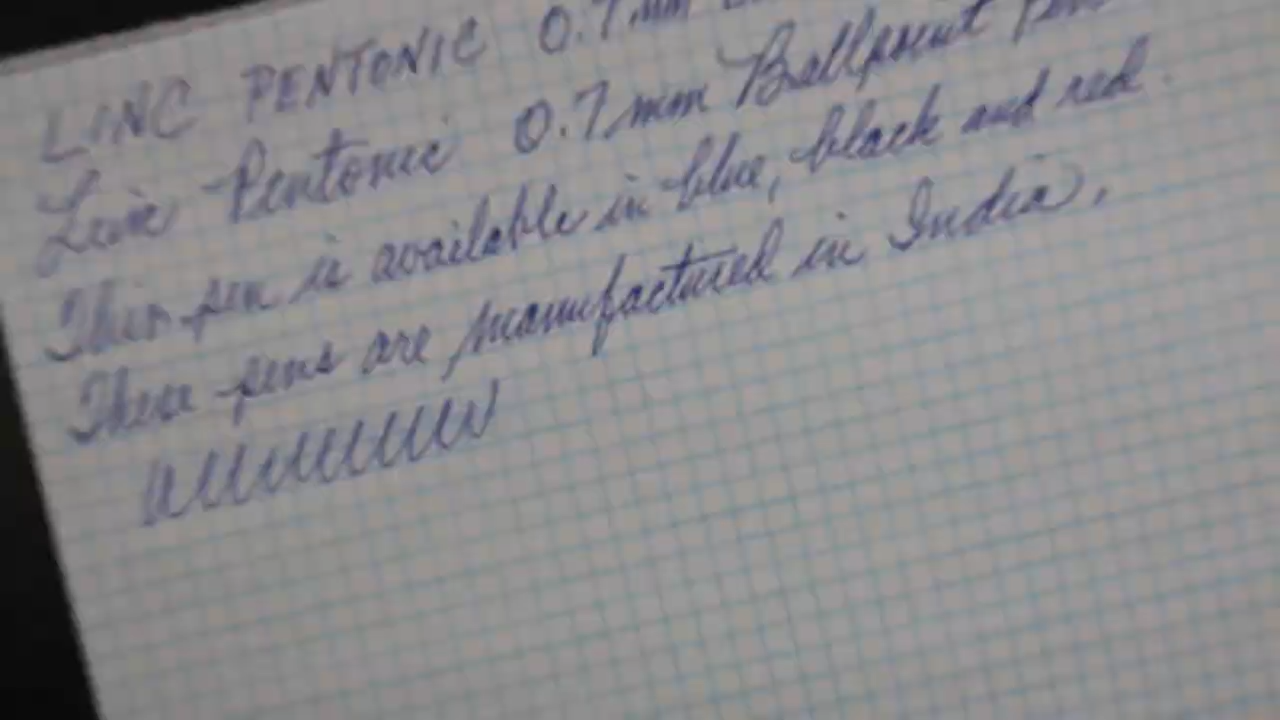 LINC PENTONIC 0.7mm
Linc Pentonic 0.7mm Ballpoint Pen
This pen is available in blue, black and red.
These pens are manufactured in India.